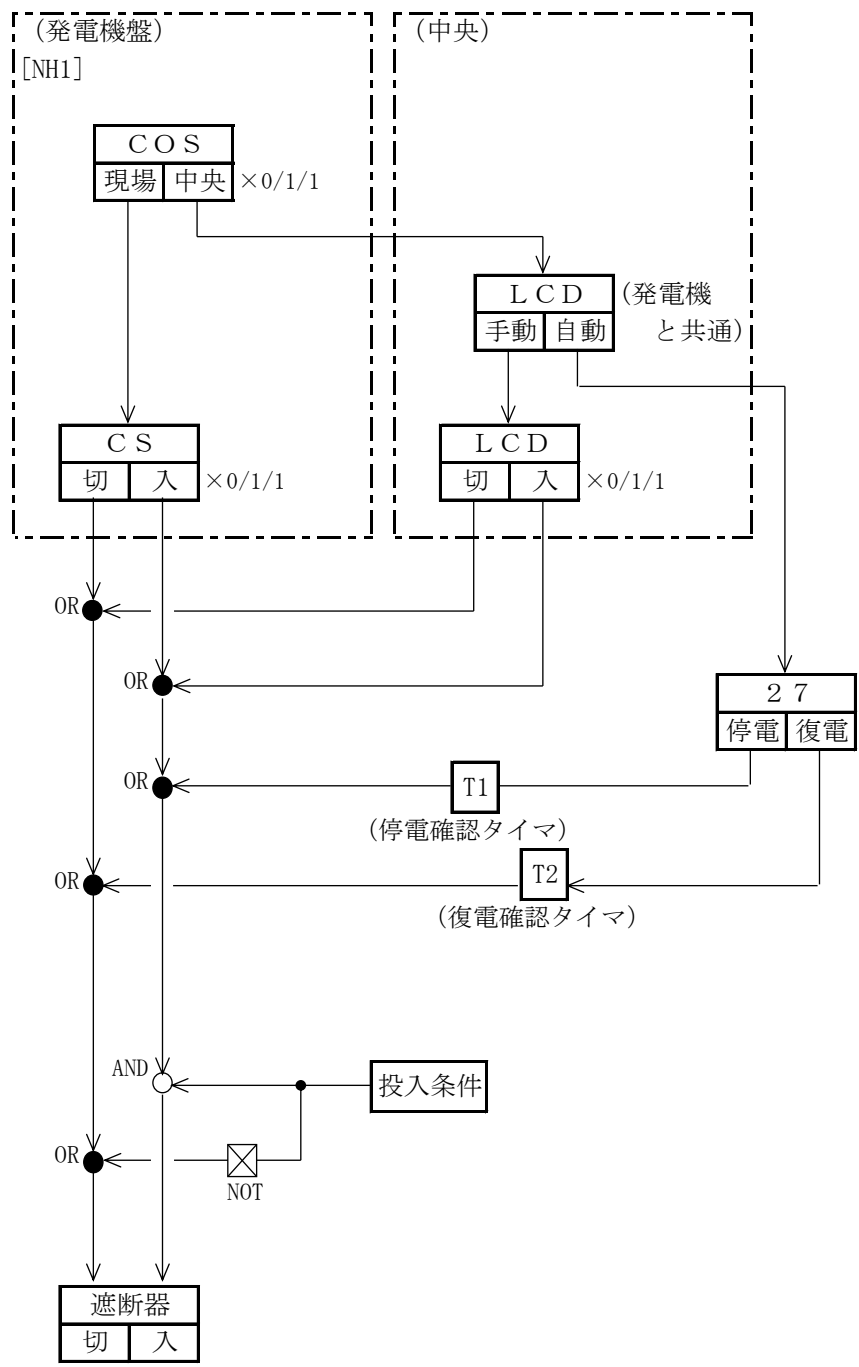 (発電機盤)
(中央)
[NH1]
ＣＯＳ
現場 中央 ×0/1/1
ＬＣＤ (発電機
手動 自動 と共通)
ＣＳ
切 入 ×0/1/1
ＬＣＤ
切 入 ×0/1/1
OR
OR
２７
停電 復電
OR
T1
(停電確認タイマ)
OR
T2
(復電確認タイマ)
AND
投入条件
OR
NOT
遮断器
切 入